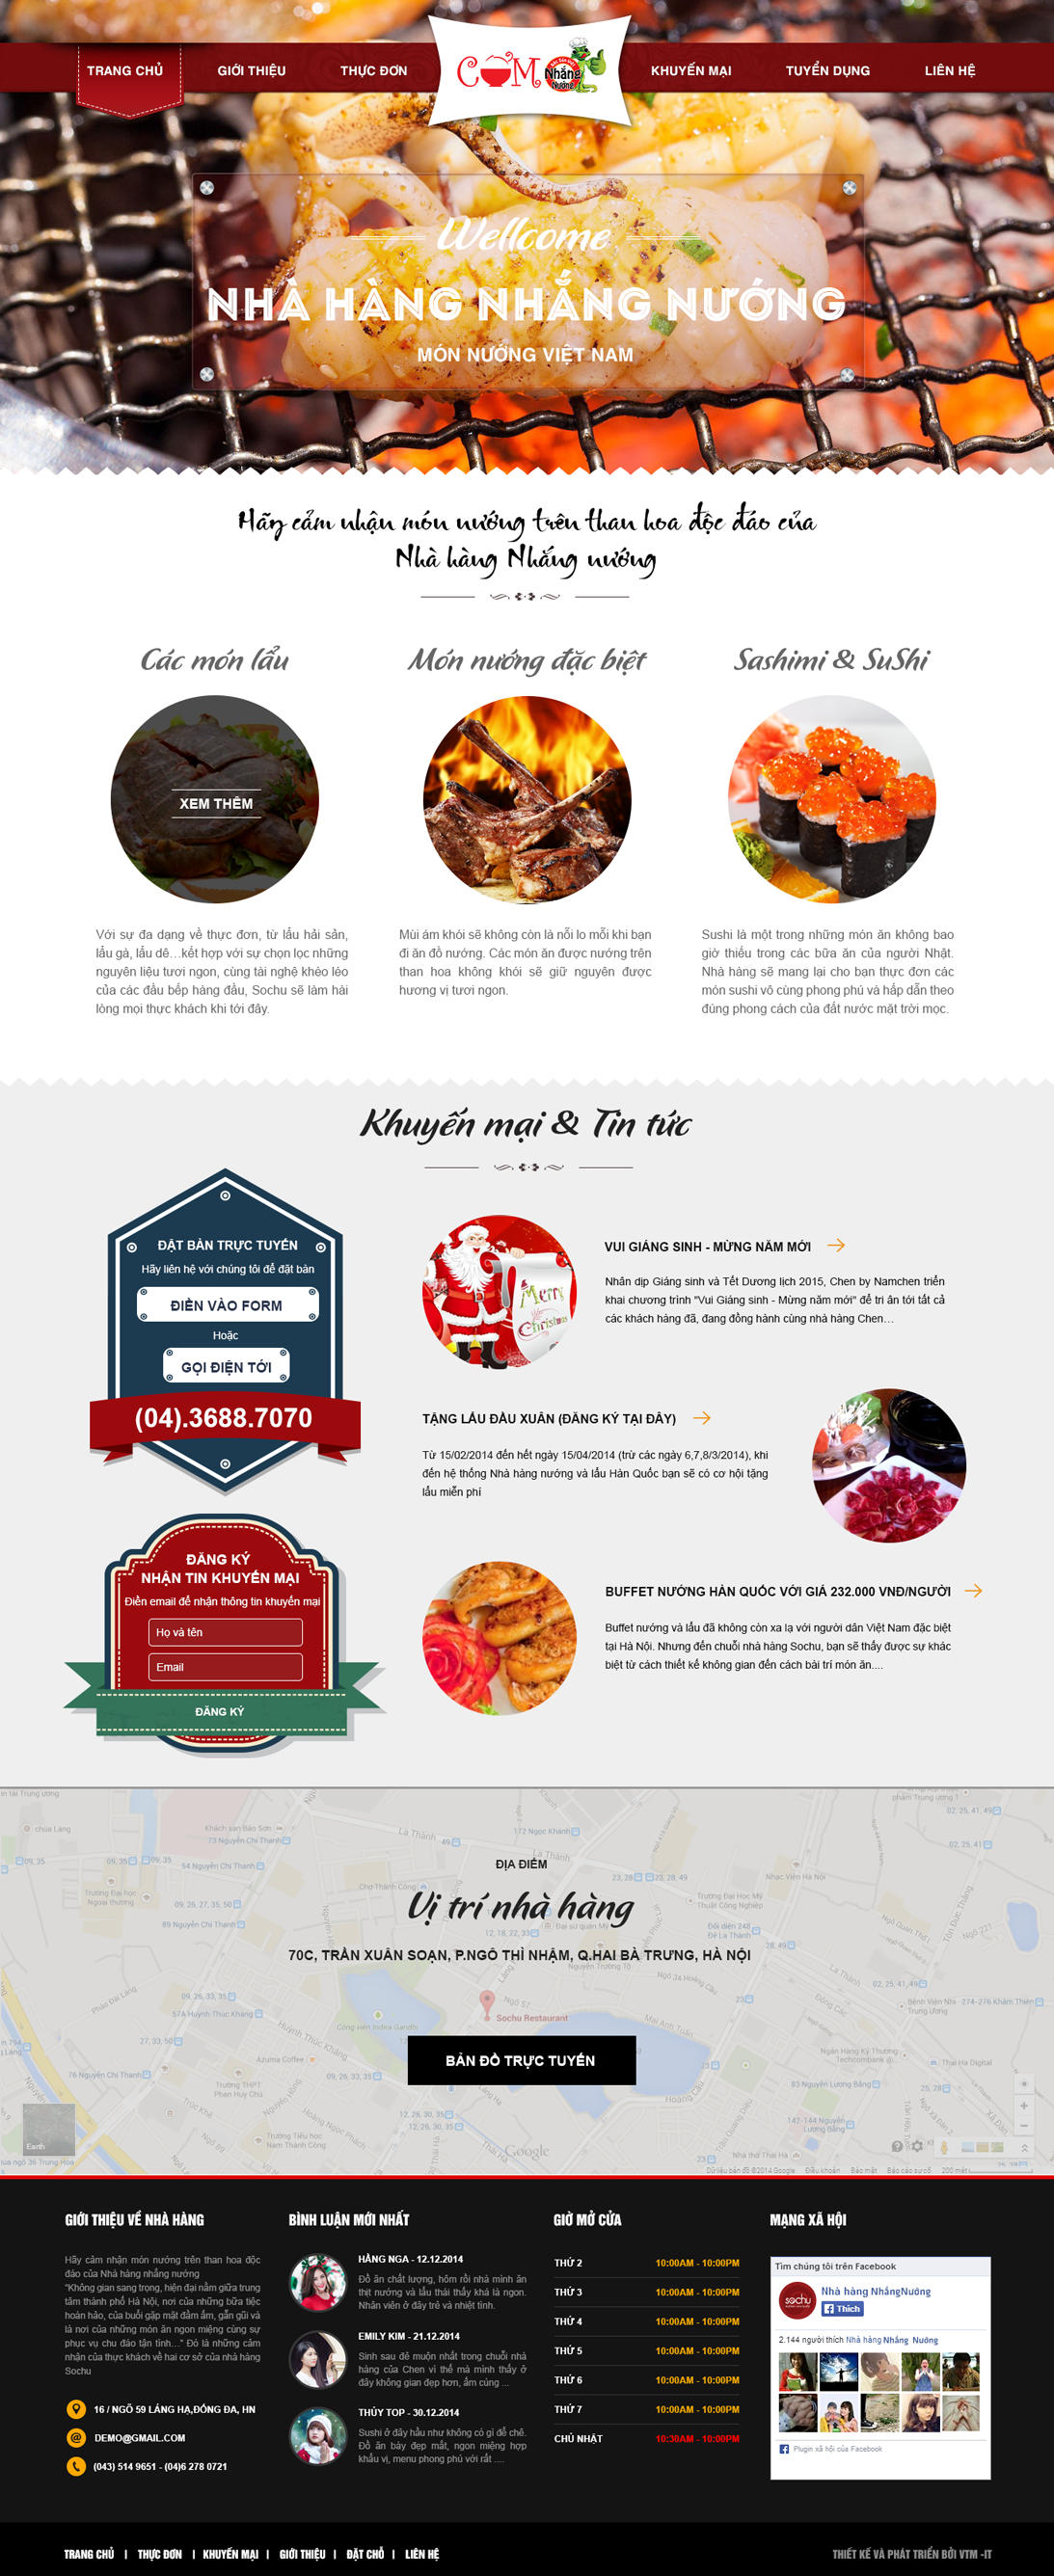 TRANG CHỦ
GIỚI THIỆU
THỰC ĐƠN
CƠM
Nhắng
Nướng
KHUYẾN MẠI
TUYỂN DỤNG
LIÊN HỆ
Wellcome
NHÀ HÀNG NHẮNG NƯỚNG
MÓN NƯỚNG VIỆT NAM
Hãy cảm nhận món nướng trên than hoa độc đáo của
Nhà hàng Nhắng nướng
Các món lẩu
Món nướng đặc biệt
Sashimi & SuShi
XEM THÊM
Với sự đa dạng về thực đơn, từ lẩu hải sản,
lẩu gà, lẩu dê…kết hợp với sự chọn lọc những
nguyên liệu tươi ngon, cùng tài nghệ khéo léo
của các đầu bếp hàng đầu, Sochu sẽ làm hài
lòng mọi thực khách khi tới đây.
Mùi ám khói sẽ không còn là nỗi lo mỗi khi bạn
đi ăn đồ nướng. Các món ăn được nướng trên
than hoa không khói sẽ giữ nguyên được
hương vị tươi ngon.
Sushi là một trong những món ăn không bao
giờ thiếu trong các bữa ăn của người Nhật.
Nhà hàng sẽ mang lại cho bạn thực đơn các
món sushi vô cùng phong phú và hấp dẫn theo
đúng phong cách của đất nước mặt trời mọc.
Khuyến mại & Tin tức
ĐẶT BÀN TRỰC TUYẾN
Hãy liên hệ với chúng tôi để đặt bàn
ĐIỀN VÀO FORM
Hoặc
GỌI ĐIỆN TỚI
(04).3688.7070
Merry
Christmas
VUI GIÁNG SINH - MỪNG NĂM MỚI
Nhân dịp Giáng sinh và Tết Dương lịch 2015, Chen by Namchen triển
khai chương trình "Vui Giáng sinh - Mừng năm mới" để tri ân tới tất cả
các khách hàng đã, đang đồng hành cùng nhà hàng Chen…
TẶNG LẨU ĐẦU XUÂN (ĐĂNG KÝ TẠI ĐÂY)
Từ 15/02/2014 đến hết ngày 15/04/2014 (trừ các ngày 6,7,8/3/2014), khi
đến hệ thống Nhà hàng nướng và lẩu Hàn Quốc bạn sẽ có cơ hội tặng
lẩu miễn phí
ĐĂNG KÝ
NHẬN TIN KHUYẾN MẠI
Điền email để nhận thông tin khuyến mại
Họ và tên
Email
ĐĂNG KÝ
BUFFET NƯỚNG HÀN QUỐC VỚI GIÁ 232.000 VNĐ/NGƯỜI
Buffet nướng và lẩu đã không còn xa lạ với người dân Việt Nam đặc biệt
tại Hà Nội. Nhưng đến chuỗi nhà hàng Sochu, bạn sẽ thấy được sự khác
biệt từ cách thiết kế không gian đến cách bài trí món ăn....
ĐỊA ĐIỂM
Vị trí nhà hàng
70C, TRẦN XUÂN SOẠN, P.NGÔ THÌ NHẬM, Q.HAI BÀ TRƯNG, HÀ NỘI
Sochu Restaurant
BẢN ĐỒ TRỰC TUYẾN
Earth
Google
GIỚI THIỆU VỀ NHÀ HÀNG
Hãy cảm nhận món nướng trên than hoa độc
đáo của Nhà hàng nhắng nướng
"Không gian sang trọng, hiện đại nằm giữa trung
tâm thành phố Hà Nội, nơi của những bữa tiệc
hoàn hảo, của buổi gặp mặt đầm ấm, gần gũi và
là nơi của những món ăn ngon miệng cùng sự
phục vụ chu đáo tận tình…" Đó là những cảm
nhận của thực khách về hai cơ sở của nhà hàng
Sochu
16 / NGÕ 59 LÁNG HẠ,ĐỐNG ĐA, HN
DEMO@GMAIL.COM
(043) 514 9651 - (04)6 278 0721
BÌNH LUẬN MỚI NHẤT
HẰNG NGA - 12.12.2014
Đồ ăn chất lượng, hôm rồi nhà mình ăn
thịt nướng và lẩu thái thấy khá là ngon.
Nhân viên ở đây trẻ và nhiệt tình.
EMILY KIM - 21.12.2014
Sinh sau đẻ muộn nhất trong chuỗi nhà
hàng của Chen vì thế mà mình thấy ở
đây không gian đẹp hơn, ấm cúng ...
THỦY TOP - 30.12.2014
Sushi ở đây hầu như không có gì để chê.
Đồ ăn bày đẹp mắt, ngon miệng hợp
khẩu vị, menu phong phú với rất ....
GIỜ MỞ CỬA
THỨ 2 10:00AM - 10:00PM
THỨ 3 10:00AM - 10:00PM
THỨ 4 10:00AM - 10:00PM
THỨ 5 10:00AM - 10:00PM
THỨ 6 10:00AM - 10:00PM
THỨ 7 10:00AM - 10:00PM
CHỦ NHẬT 10:30AM - 10:00PM
MẠNG XÃ HỘI
Tìm chúng tôi trên Facebook
sochu
Nhà hàng NhắngNướng
Thích
2.144 người thích Nhà hàng Nhắng Nướng
Plugin xã hội của Facebook
TRANG CHỦ | THỰC ĐƠN | KHUYẾN MẠI | GIỚI THIỆU | ĐẶT CHỖ | LIÊN HỆ
THIẾT KẾ VÀ PHÁT TRIỂN BỞI VTM -IT